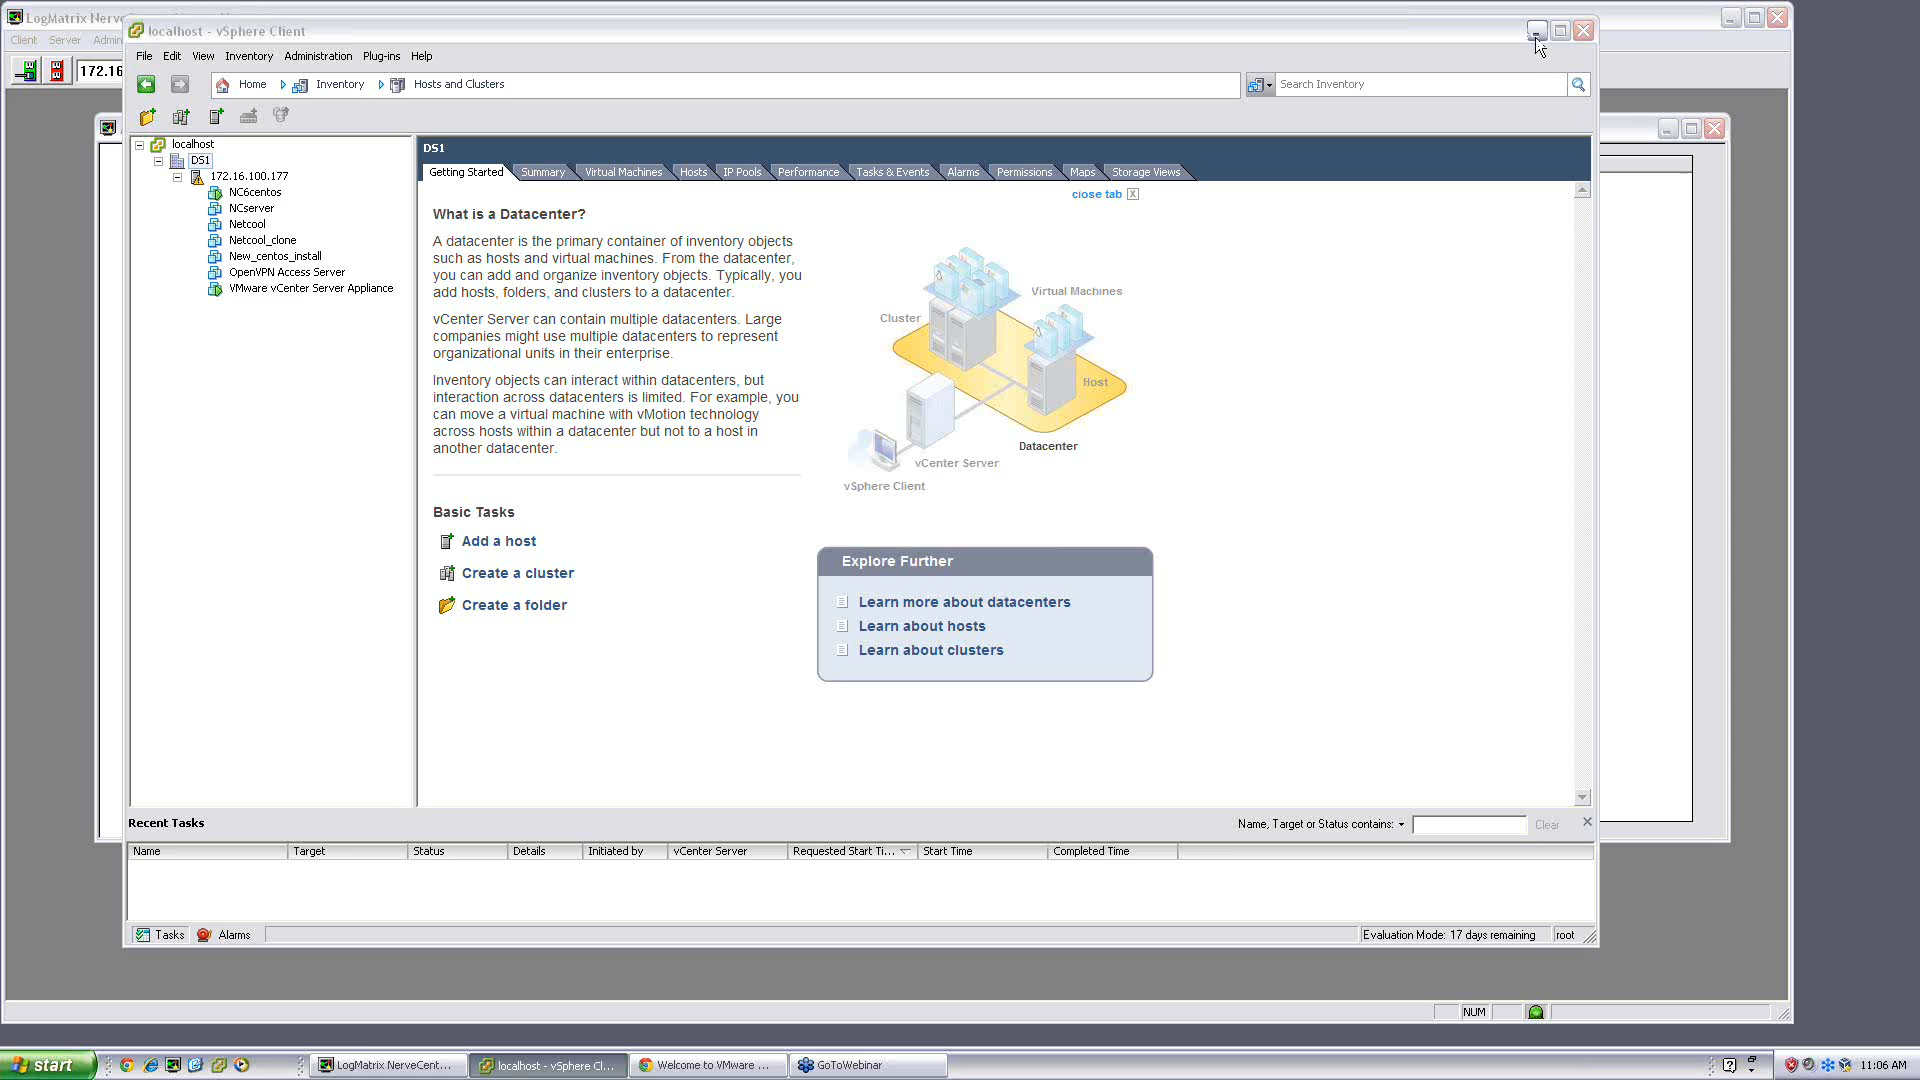 LogMatrix Nerve
Client Server Admin
172.16
localhost - vSphere Client
File Edit View Inventory Administration Plug-ins Help
Home Inventory Hosts and Clusters
Search Inventory
localhost
DS1
172.16.100.177
NC6centos
NCserver
Netcool
Netcool_clone
New_centos_install
OpenVPN Access Server
VMware vCenter Server Appliance
DS1
Getting Started Summary Virtual Machines Hosts IP Pools Performance Tasks & Events Alarms Permissions Maps Storage Views
close tab X
What is a Datacenter?
A datacenter is the primary container of inventory objects
such as hosts and virtual machines. From the datacenter,
you can add and organize inventory objects. Typically, you
add hosts, folders, and clusters to a datacenter.
vCenter Server can contain multiple datacenters. Large
companies might use multiple datacenters to represent
organizational units in their enterprise.
Inventory objects can interact within datacenters, but
interaction across datacenters is limited. For example, you
can move a virtual machine with vMotion technology
across hosts within a datacenter but not to a host in
another datacenter.
Virtual Machines
Cluster
Host
Datacenter
vCenter Server
vSphere Client
Basic Tasks
Add a host
Create a cluster
Create a folder
Explore Further
Learn more about datacenters
Learn about hosts
Learn about clusters
Recent Tasks
Name, Target or Status contains: Clear
Name Target Status Details Initiated by vCenter Server Requested Start Ti... Start Time Completed Time
Tasks Alarms
Evaluation Mode: 17 days remaining root
NUM
start
LogMatrix NerveCent...
localhost - vSphere Cl...
Welcome to VMware ...
GoToWebinar
11:06 AM